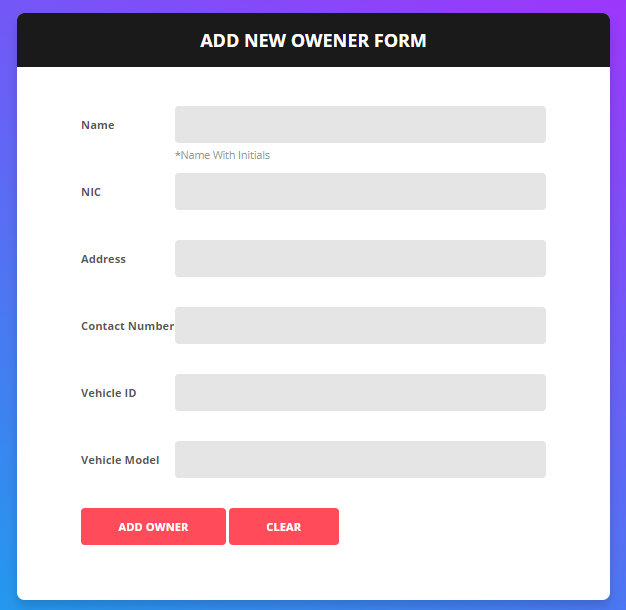 ADD NEW OWENER FORM
Name
*Name With Initials
NIC
Address
Contact Number
Vehicle ID
Vehicle Model
ADD OWNER CLEAR